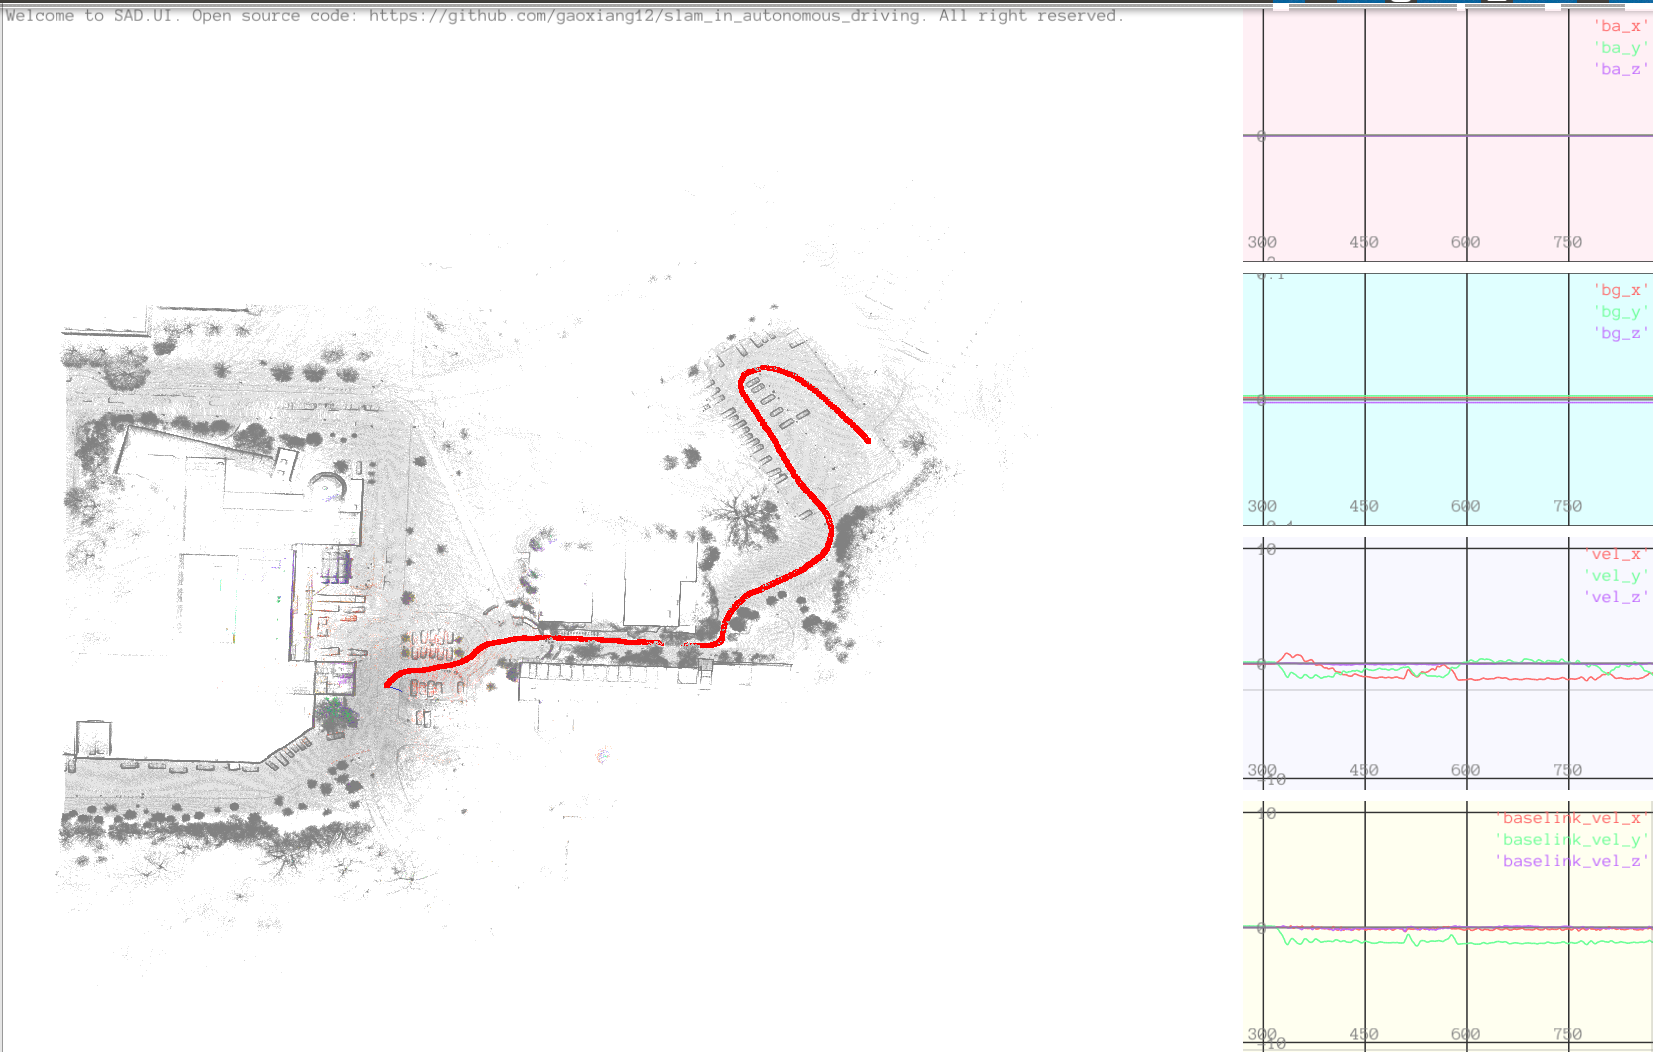 Welcome to SAD.UI. Open source code: https://github.com/gaoxiang12/slam_in_autonomous_driving. All right reserved.
'ba_x'
'ba_y'
'ba_z'
0
300 450 600 750
'bg_x'
'bg_y'
'bg_z'
0
300 450 600 750
10
'vel_x'
'vel_y'
'vel_z'
0
300 450 600 750
-10
10
'baselink_vel_x'
'baselink_vel_y'
'baselink_vel_z'
0
300 450 600 750
-10